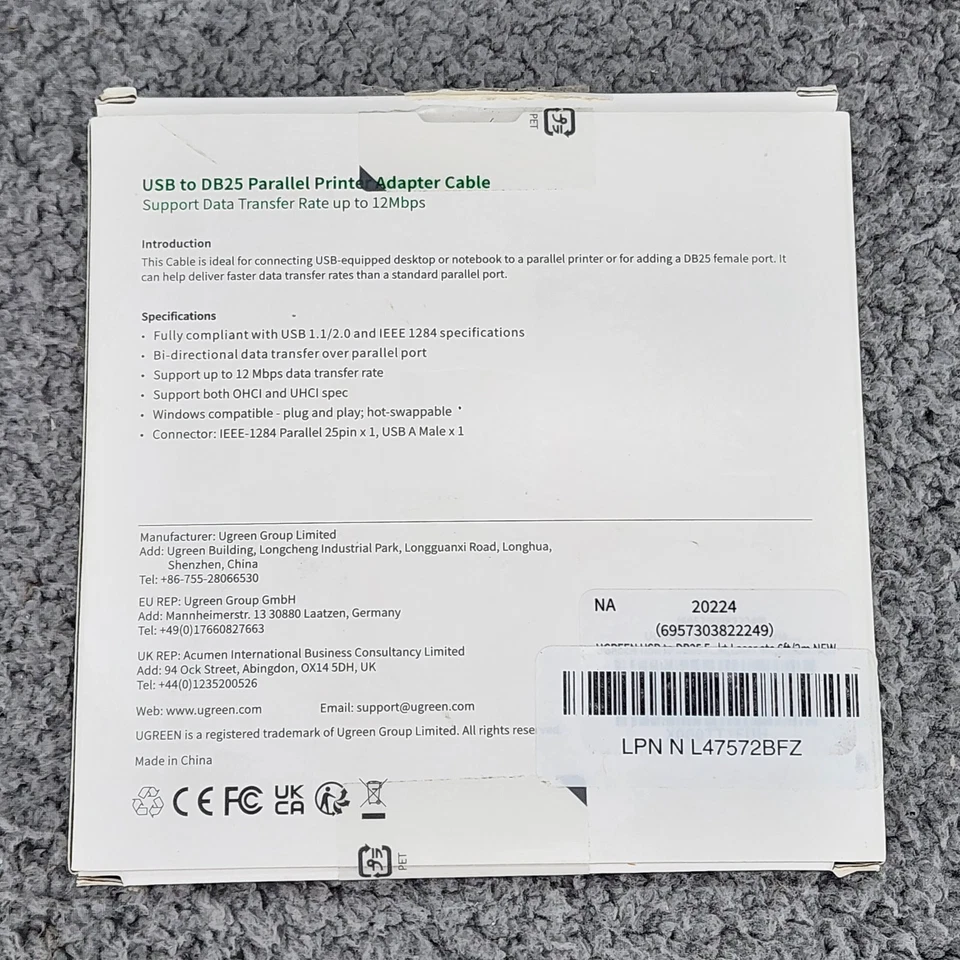 PET
USB to DB25 Parallel Printer Adapter Cable
Support Data Transfer Rate up to 12Mbps
Introduction
This Cable is ideal for connecting USB-equipped desktop or notebook to a parallel printer or for adding a DB25 female port. It
can help deliver faster data transfer rates than a standard parallel port.
Specifications
· Fully compliant with USB 1.1/2.0 and IEEE 1284 specifications
· Bi-directional data transfer over parallel port
· Support up to 12 Mbps data transfer rate
· Support both OHCI and UHCI spec
· Windows compatible - plug and play; hot-swappable
· Connector: IEEE-1284 Parallel 25pin x 1, USB A Male x 1
Manufacturer: Ugreen Group Limited
Add: Ugreen Building, Longcheng Industrial Park, Longguanxi Road, Longhua,
Shenzhen, China
Tel: +86-755-28066530
EU REP: Ugreen Group GmbH
Add: Mannheimerstr. 13 30880 Laatzen, Germany
Tel: +49(0)17660827663
UK REP: Acumen International Business Consultancy Limited
Add: 94 Ock Street, Abingdon, OX14 5DH, UK
Tel: +44(0)1235200526
Web: www.ugreen.com Email: support@ugreen.com
UGREEN is a registered trademark of Ugreen Group Limited. All rights rese
Made in China
CE FC UK CA
PET
NA 20224
(6957303822249)
UGREEN USB to DB25 6ft/2m NEW
LPN N L47572BFZ